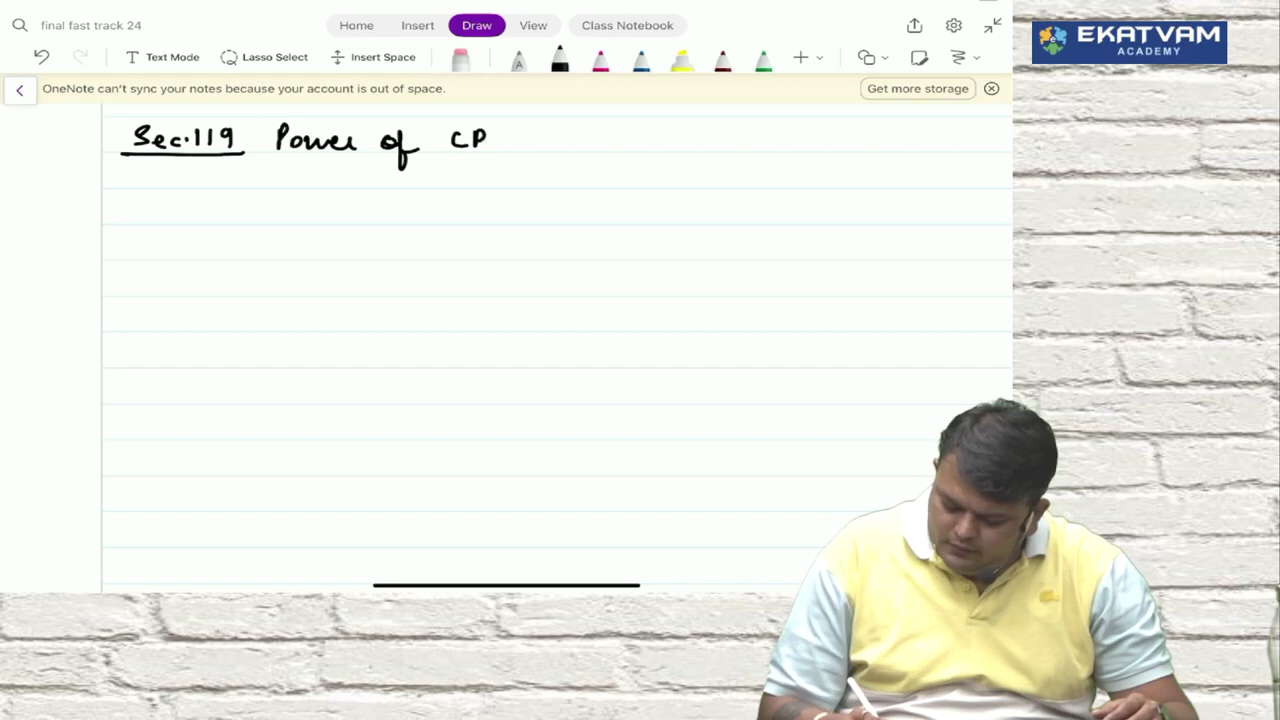 final fast track 24
Home Insert Draw View Class Notebook
Text Mode Lasso Select Insert Space
OneNote can't sync your notes because your account is out of space.
Get more storage
Sec.119 Power of CP
EKATVAM
ACADEMY